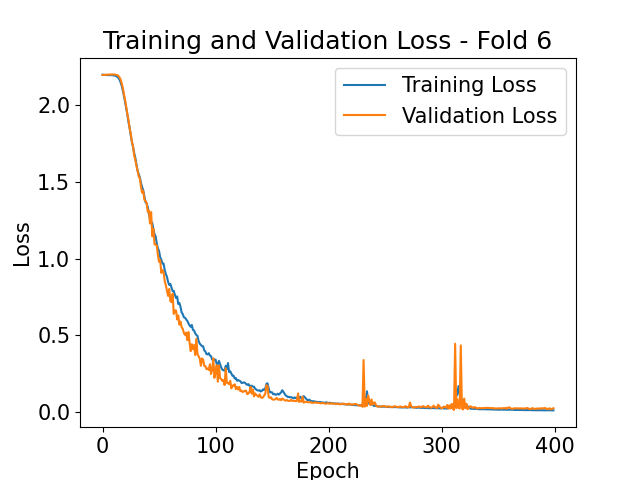 Training and Validation Loss - Fold 6
Training Loss
Validation Loss
Loss
2.0
1.5
1.0
0.5
0.0
0 100 200 300 400
Epoch